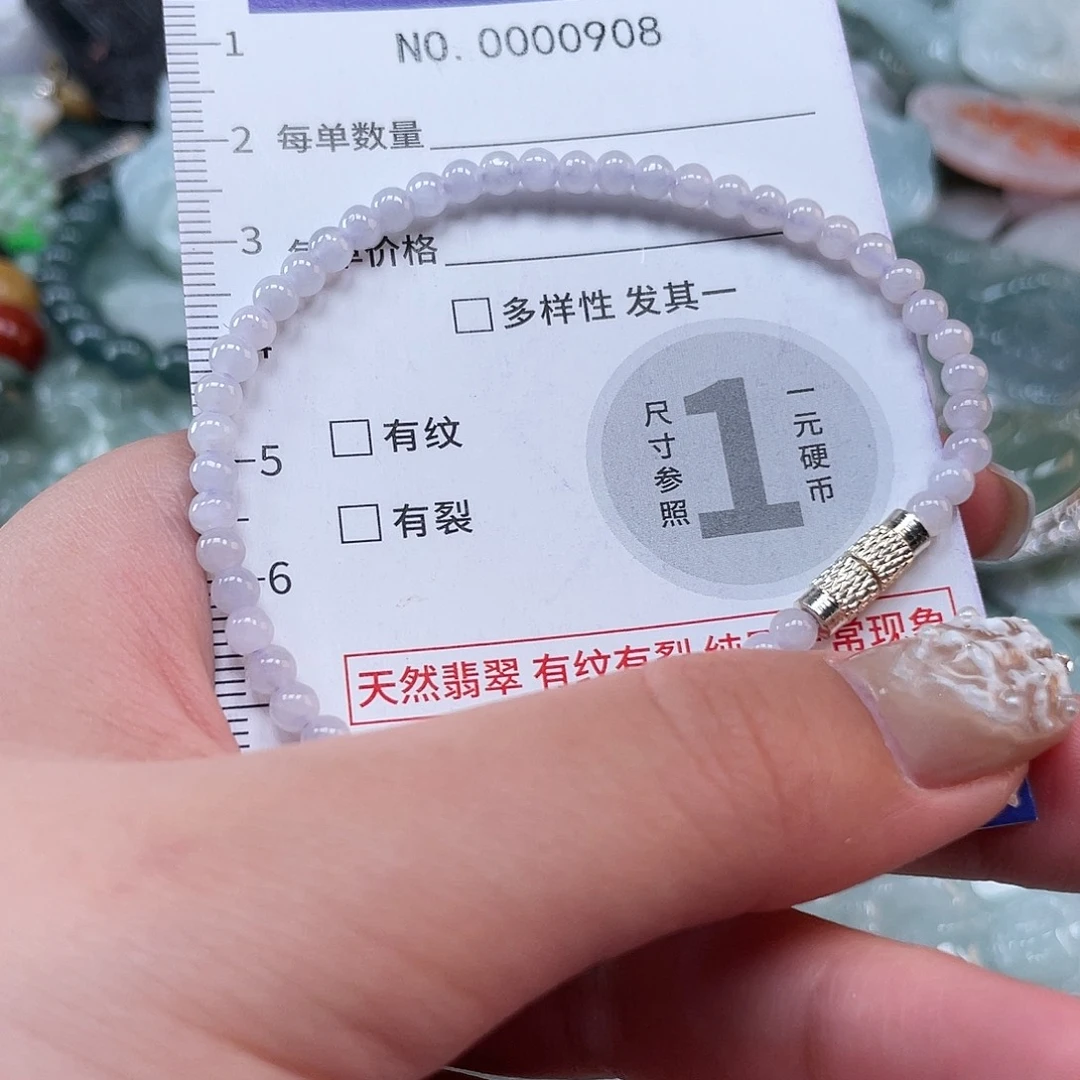 1
NO. 0000908
2
每单数量
3
价格
多样性 发其一
有纹
5
尺寸参照
1
一元硬币
有裂
6
天然翡翠 有纹有裂 现象